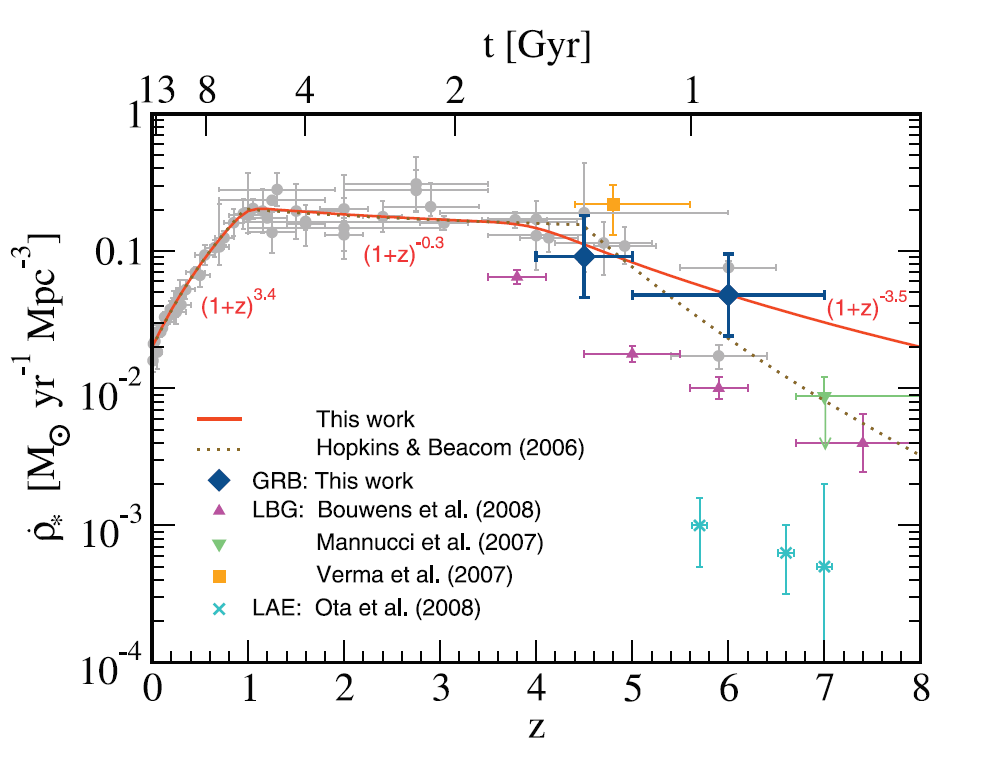 t [Gyr]
13 8 4 2 1
1
0.1
10-2
10-3
10-4
ρ̇* [M⊙ yr-1 Mpc-3]
(1+z)3.4
(1+z)-0.3
(1+z)-3.5
This work
Hopkins & Beacom (2006)
GRB: This work
LBG: Bouwens et al. (2008)
Mannucci et al. (2007)
Verma et al. (2007)
LAE: Ota et al. (2008)
0 1 2 3 4 5 6 7 8
z